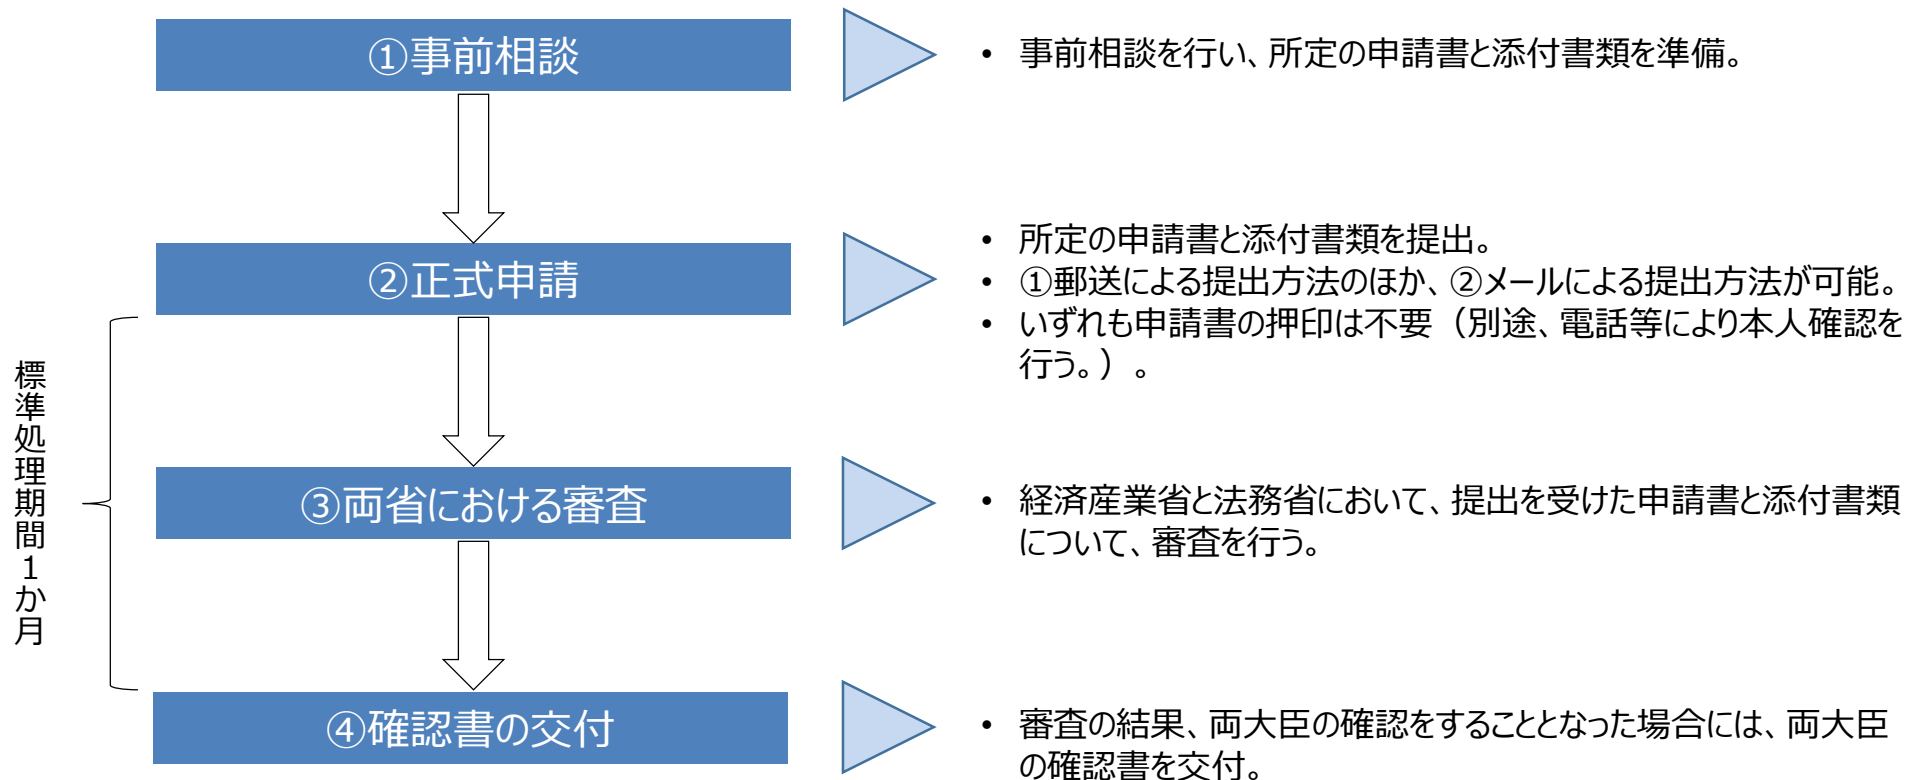 ①事前相談
• 事前相談を行い、所定の申請書と添付書類を準備。
②正式申請
• 所定の申請書と添付書類を提出。
• ①郵送による提出方法のほか、②メールによる提出方法が可能。
• いずれも申請書の押印は不要（別途、電話等により本人確認を
行う。）。
標準処理期間１か月
③両省における審査
• 経済産業省と法務省において、提出を受けた申請書と添付書類
について、審査を行う。
④確認書の交付
• 審査の結果、両大臣の確認をすることとなった場合には、両大臣
の確認書を交付。